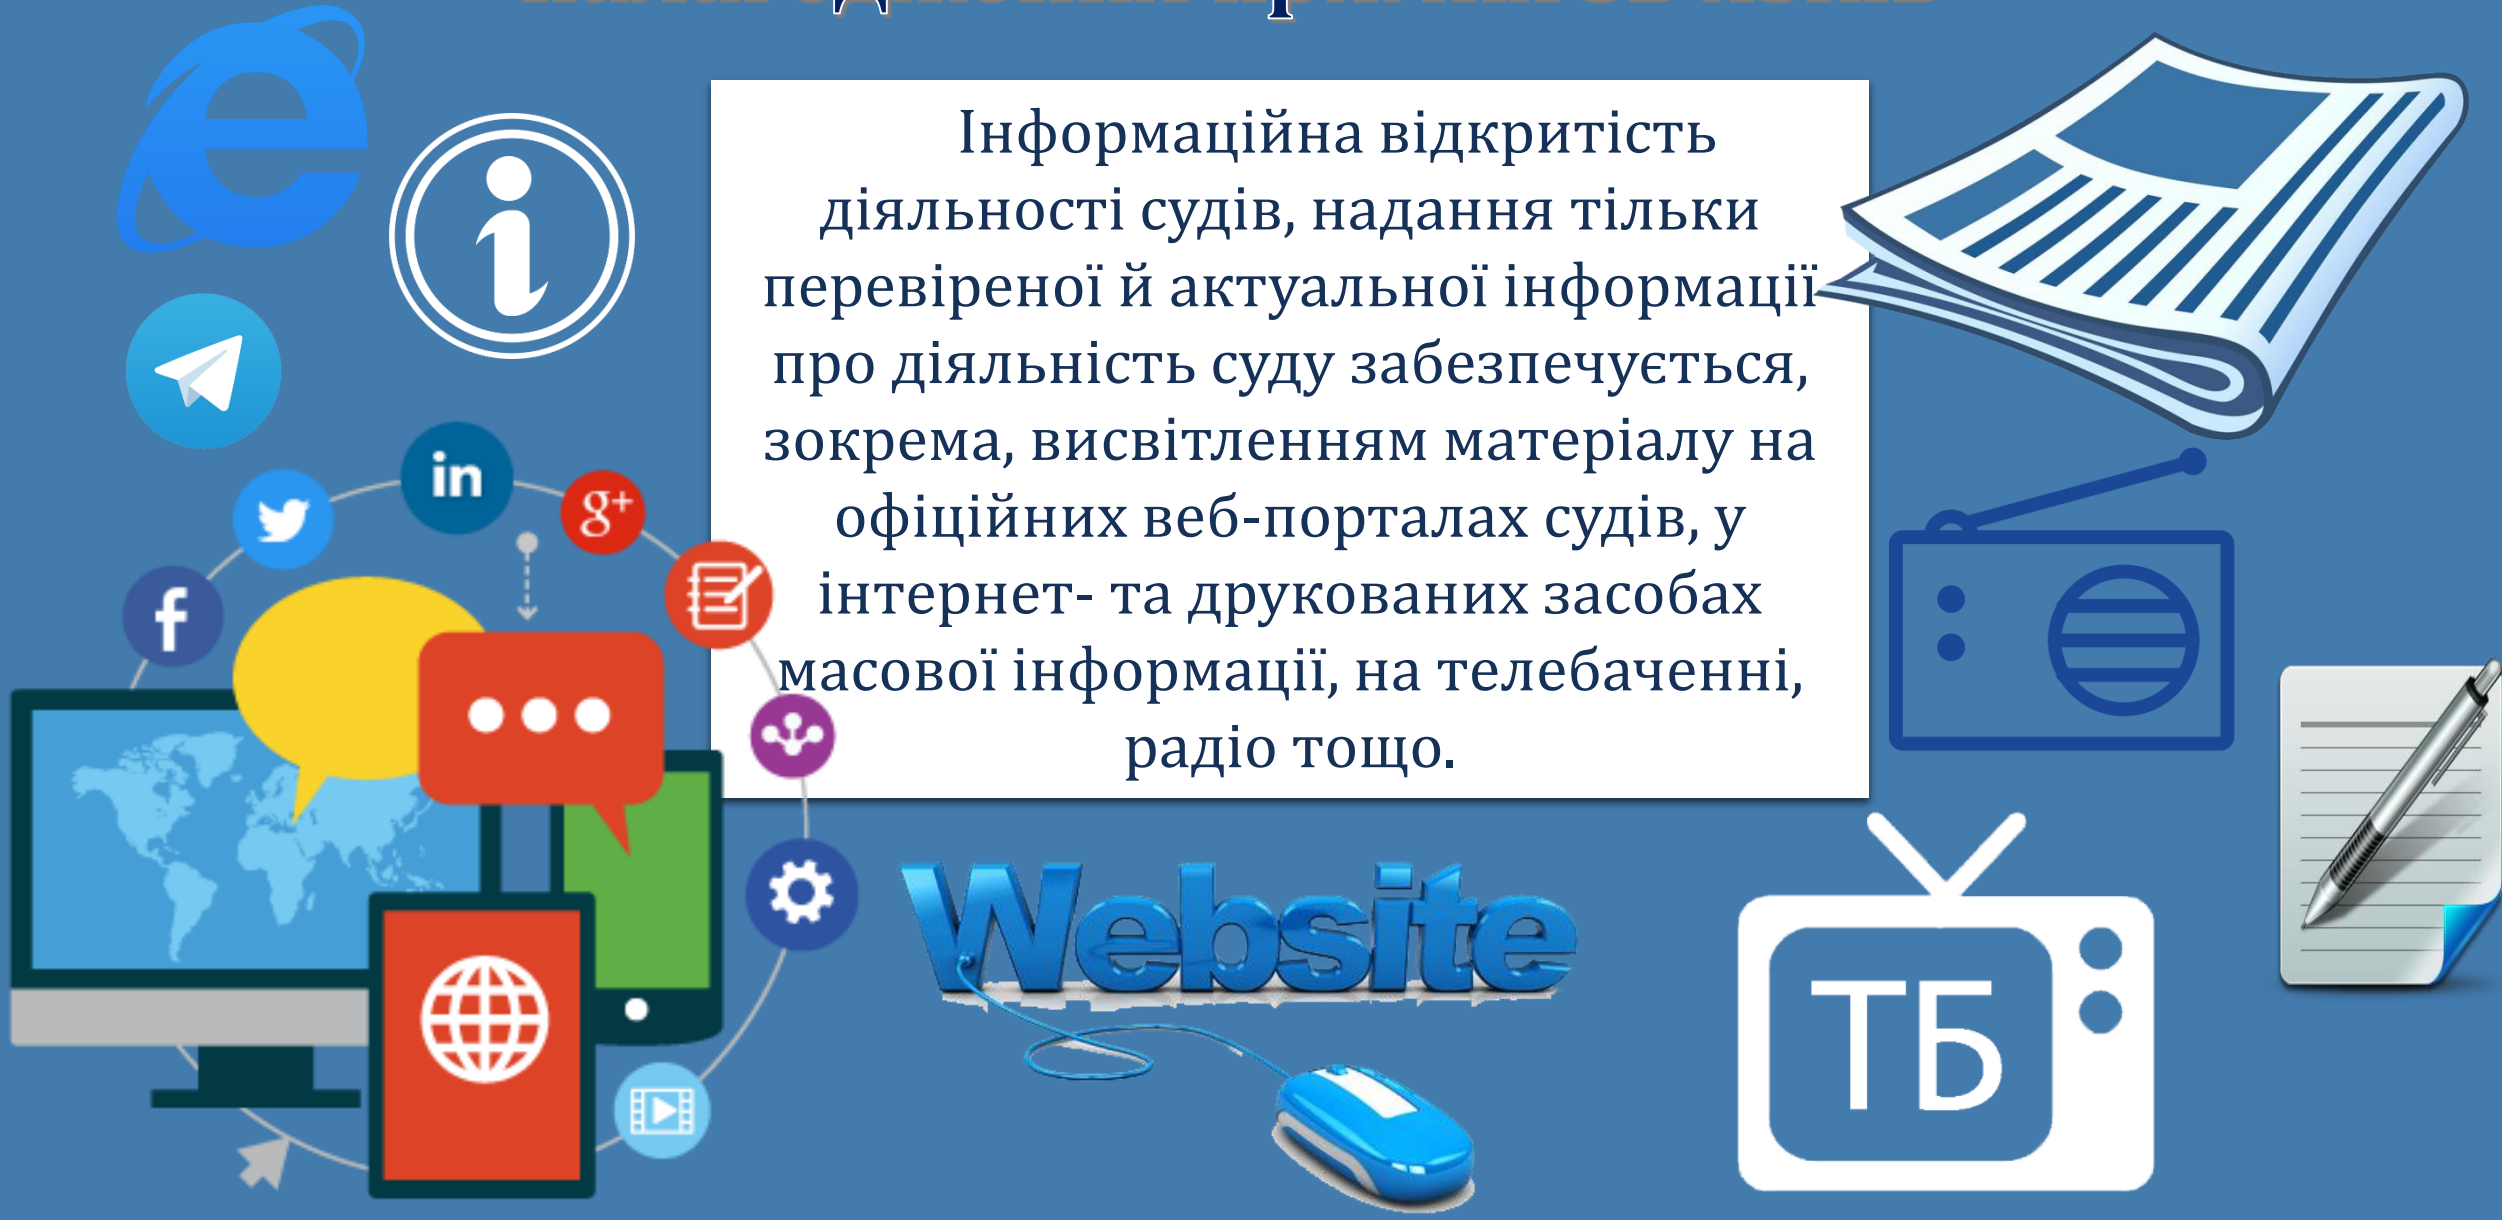 Інформаційна відкритість
діяльності судів, надання тільки
перевіреної й актуальної інформації
про діяльність суду забезпечується,
зокрема, висвітленням матеріалу на
офіційних веб-порталах судів, у
інтернет- та друкованих засобах
масової інформації, на телебаченні,
радіо тощо.
in
g+
f
Website
ТБ